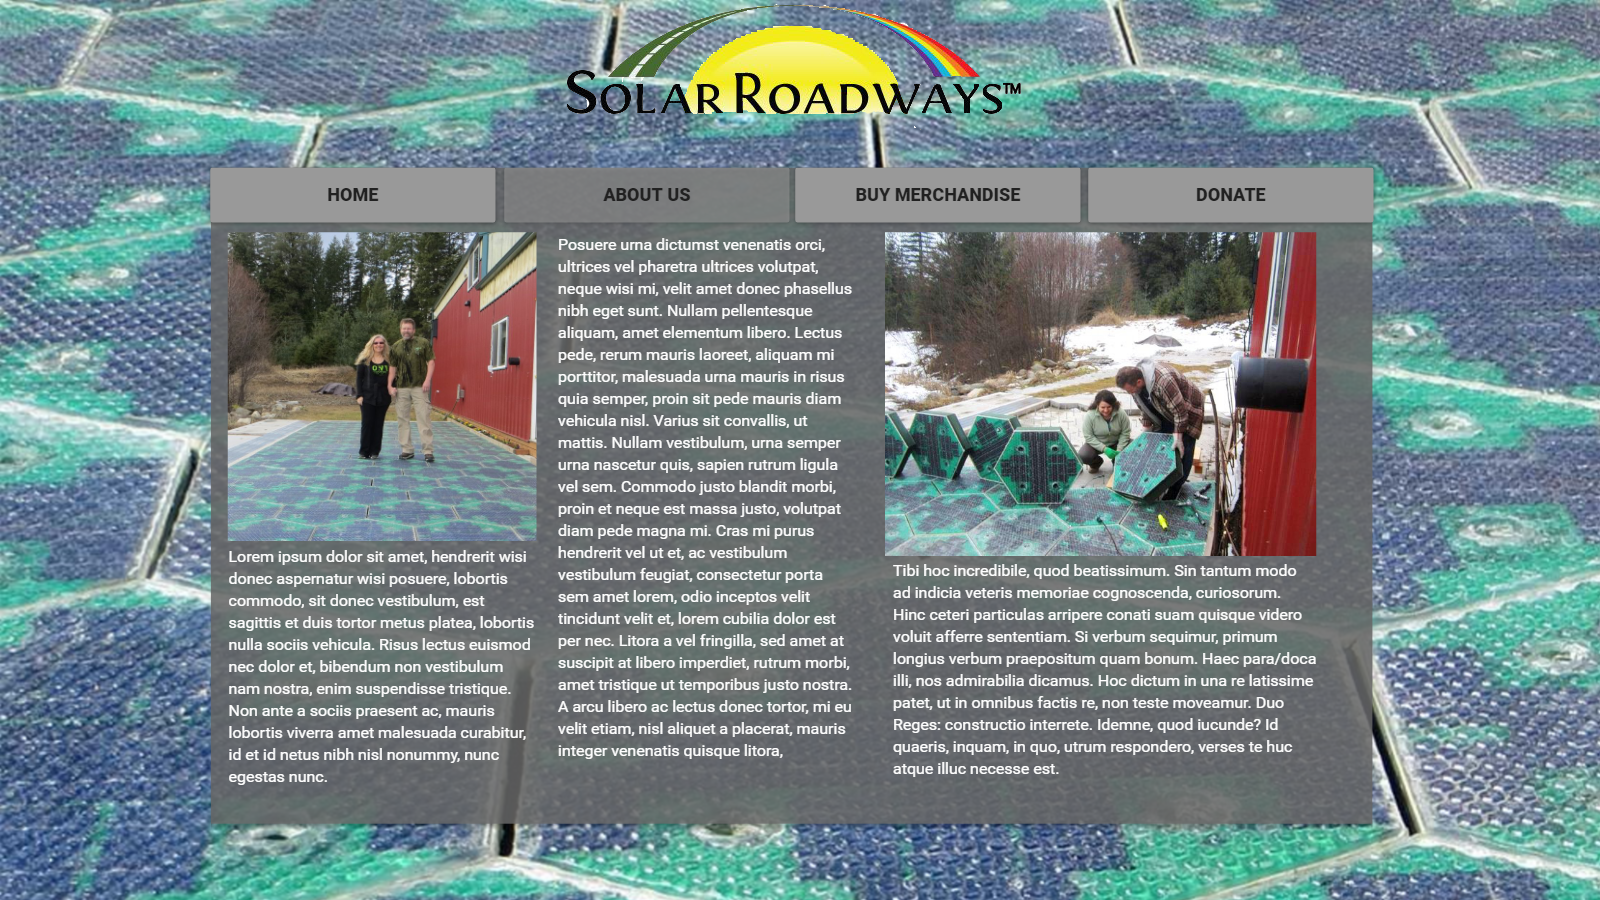 SOLAR ROADWAYS™
HOME
ABOUT US
BUY MERCHANDISE
DONATE
Lorem ipsum dolor sit amet, hendrerit wisi
donec aspernatur wisi posuere, lobortis
commodo, sit donec vestibulum, est
sagittis et duis tortor metus platea, lobortis
nulla sociis vehicula. Risus lectus euismod
nec dolor et, bibendum non vestibulum
nam nostra, enim suspendisse tristique.
Non ante a sociis praesent ac, mauris
lobortis viverra amet malesuada curabitur,
id et id netus nibh nisl nonummy, nunc
egestas nunc.
Posuere urna dictumst venenatis orci,
ultrices vel pharetra ultrices volutpat,
neque wisi mi, velit amet donec phasellus
nibh eget sunt. Nullam pellentesque
aliquam, amet elementum libero. Lectus
pede, rerum mauris laoreet, aliquam mi
porttitor, malesuada urna mauris in risus
quia semper, proin sit pede mauris diam
vehicula nisl. Varius sit convallis, ut
mattis. Nullam vestibulum, urna semper
urna nascetur quis, sapien rutrum ligula
vel sem. Commodo justo blandit morbi,
proin et neque est massa justo, volutpat
diam pede magna mi. Cras mi purus
hendrerit vel ut et, ac vestibulum
vestibulum feugiat, consectetur porta
sem amet lorem, odio inceptos velit
tincidunt velit et, lorem cubilia dolor est
per nec. Litora a vel fringilla, sed amet at
suscipit at libero imperdiet, rutrum morbi,
amet tristique ut temporibus justo nostra.
A arcu libero ac lectus donec tortor, mi eu
velit etiam, nisl aliquet a placerat, mauris
integer venenatis quisque litora,
Tibi hoc incredibile, quod beatissimum. Sin tantum modo
ad indicia veteris memoriae cognoscenda, curiosorum.
Hinc ceteri particulas arripere conati suam quisque videro
voluit afferre sententiam. Si verbum sequimur, primum
longius verbum praepositum quam bonum. Haec para/doca
illi, nos admirabilia dicamus. Hoc dictum in una re latissime
patet, ut in omnibus factis re, non teste moveamur. Duo
Reges: constructio interrete. Idemne, quod iucunde? Id
quaeris, inquam, in quo, utrum respondero, verses te huc
atque illuc necesse est.